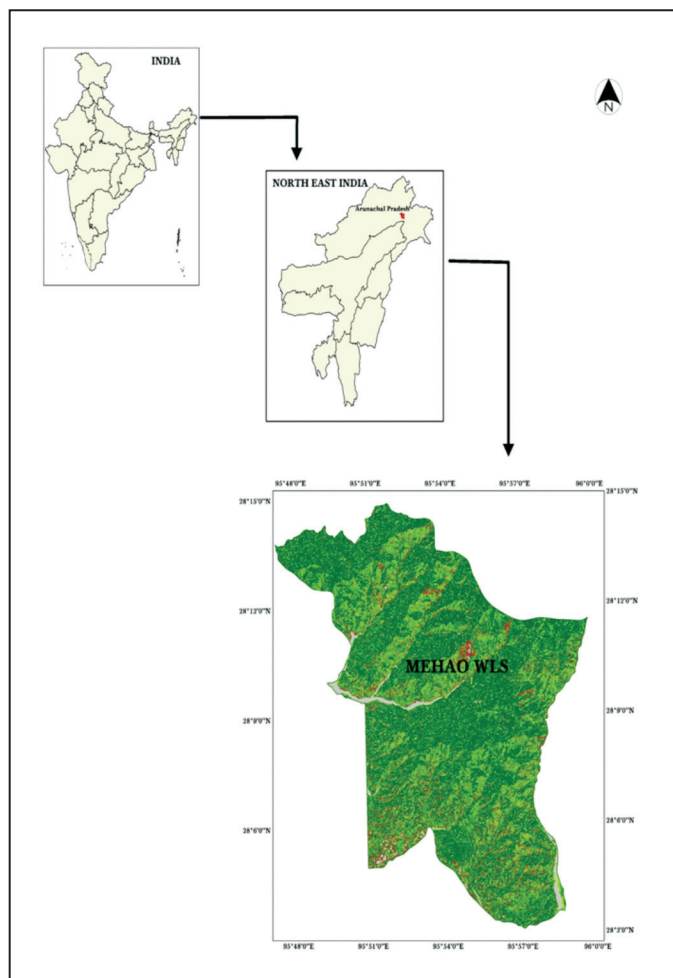 INDIA
N
NORTH EAST INDIA
Arunachal Pradesh
95°48'0"E 95°51'0"E 95°54'0"E 95°57'0"E 96°0'0"E
28°15'0"N 28°15'0"N
28°12'0"N 28°12'0"N
MEHAO WLS
28°9'0"N 28°9'0"N
28°6'0"N 28°6'0"N
28°3'0"N
95°48'0"E 95°51'0"E 95°54'0"E 95°57'0"E 96°0'0"E